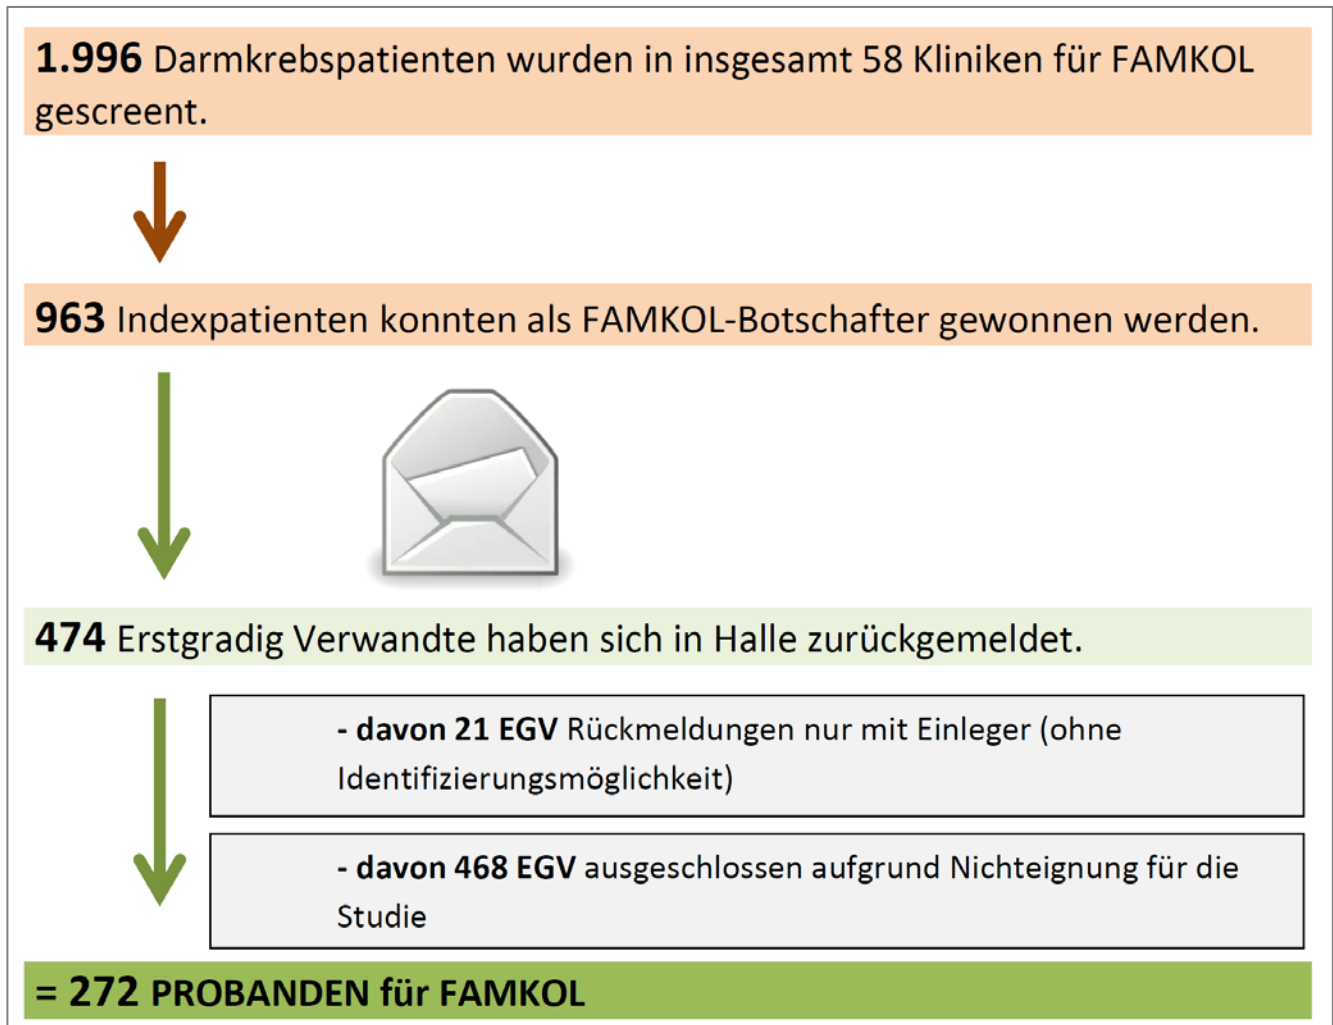 1.996 Darmkrebspatienten wurden in insgesamt 58 Kliniken für FAMKOL
gescreent.
963 Indexpatienten konnten als FAMKOL-Botschafter gewonnen werden.
474 Erstgradig Verwandte haben sich in Halle zurückgemeldet.
- davon 21 EGV Rückmeldungen nur mit Einleger (ohne
Identifizierungsmöglichkeit)
- davon 468 EGV ausgeschlossen aufgrund Nichteignung für die
Studie
= 272 PROBANDEN für FAMKOL